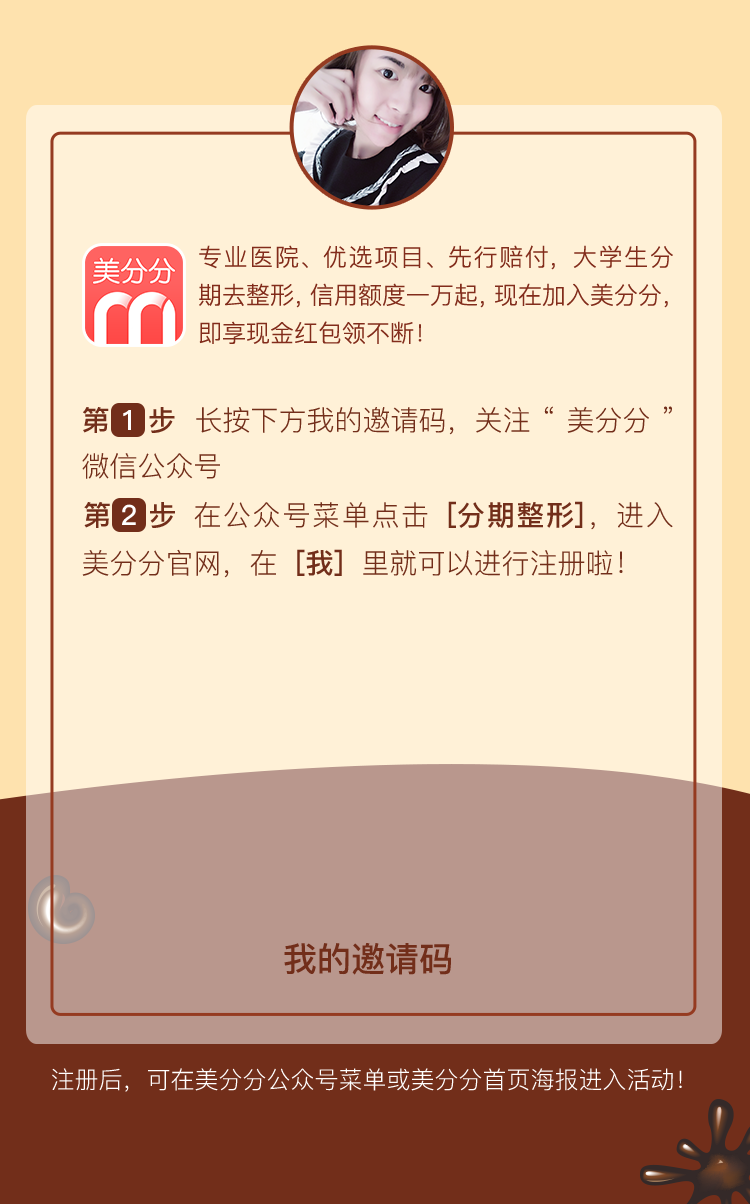 美分分
专业医院、优选项目、先行赔付，大学生分
期去整形，信用额度一万起，现在加入美分分，
即享现金红包领不断！
第1步 长按下方我的邀请码，关注“美分分”
微信公众号
第2步 在公众号菜单点击［分期整形］，进入
美分分官网，在［我］里就可以进行注册啦！
我的邀请码
注册后，可在美分分公众号菜单或美分分首页海报进入活动！